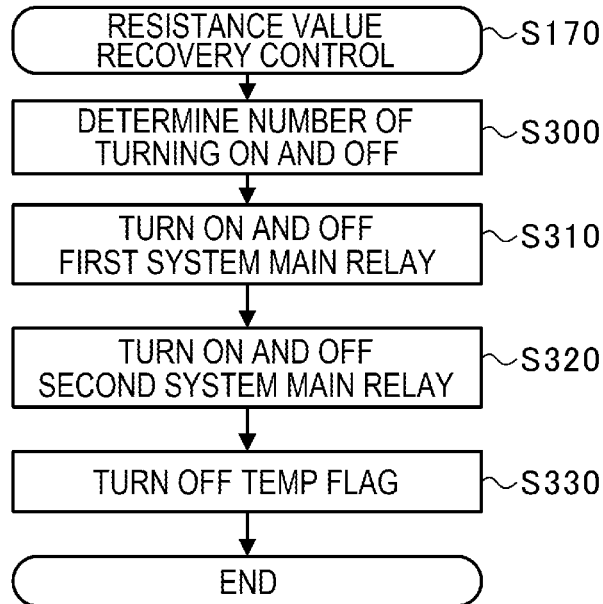 RESISTANCE VALUE
RECOVERY CONTROL
S170
DETERMINE NUMBER OF
TURNING ON AND OFF
S300
TURN ON AND OFF
FIRST SYSTEM MAIN RELAY
S310
TURN ON AND OFF
SECOND SYSTEM MAIN RELAY
S320
TURN OFF TEMP FLAG
S330
END